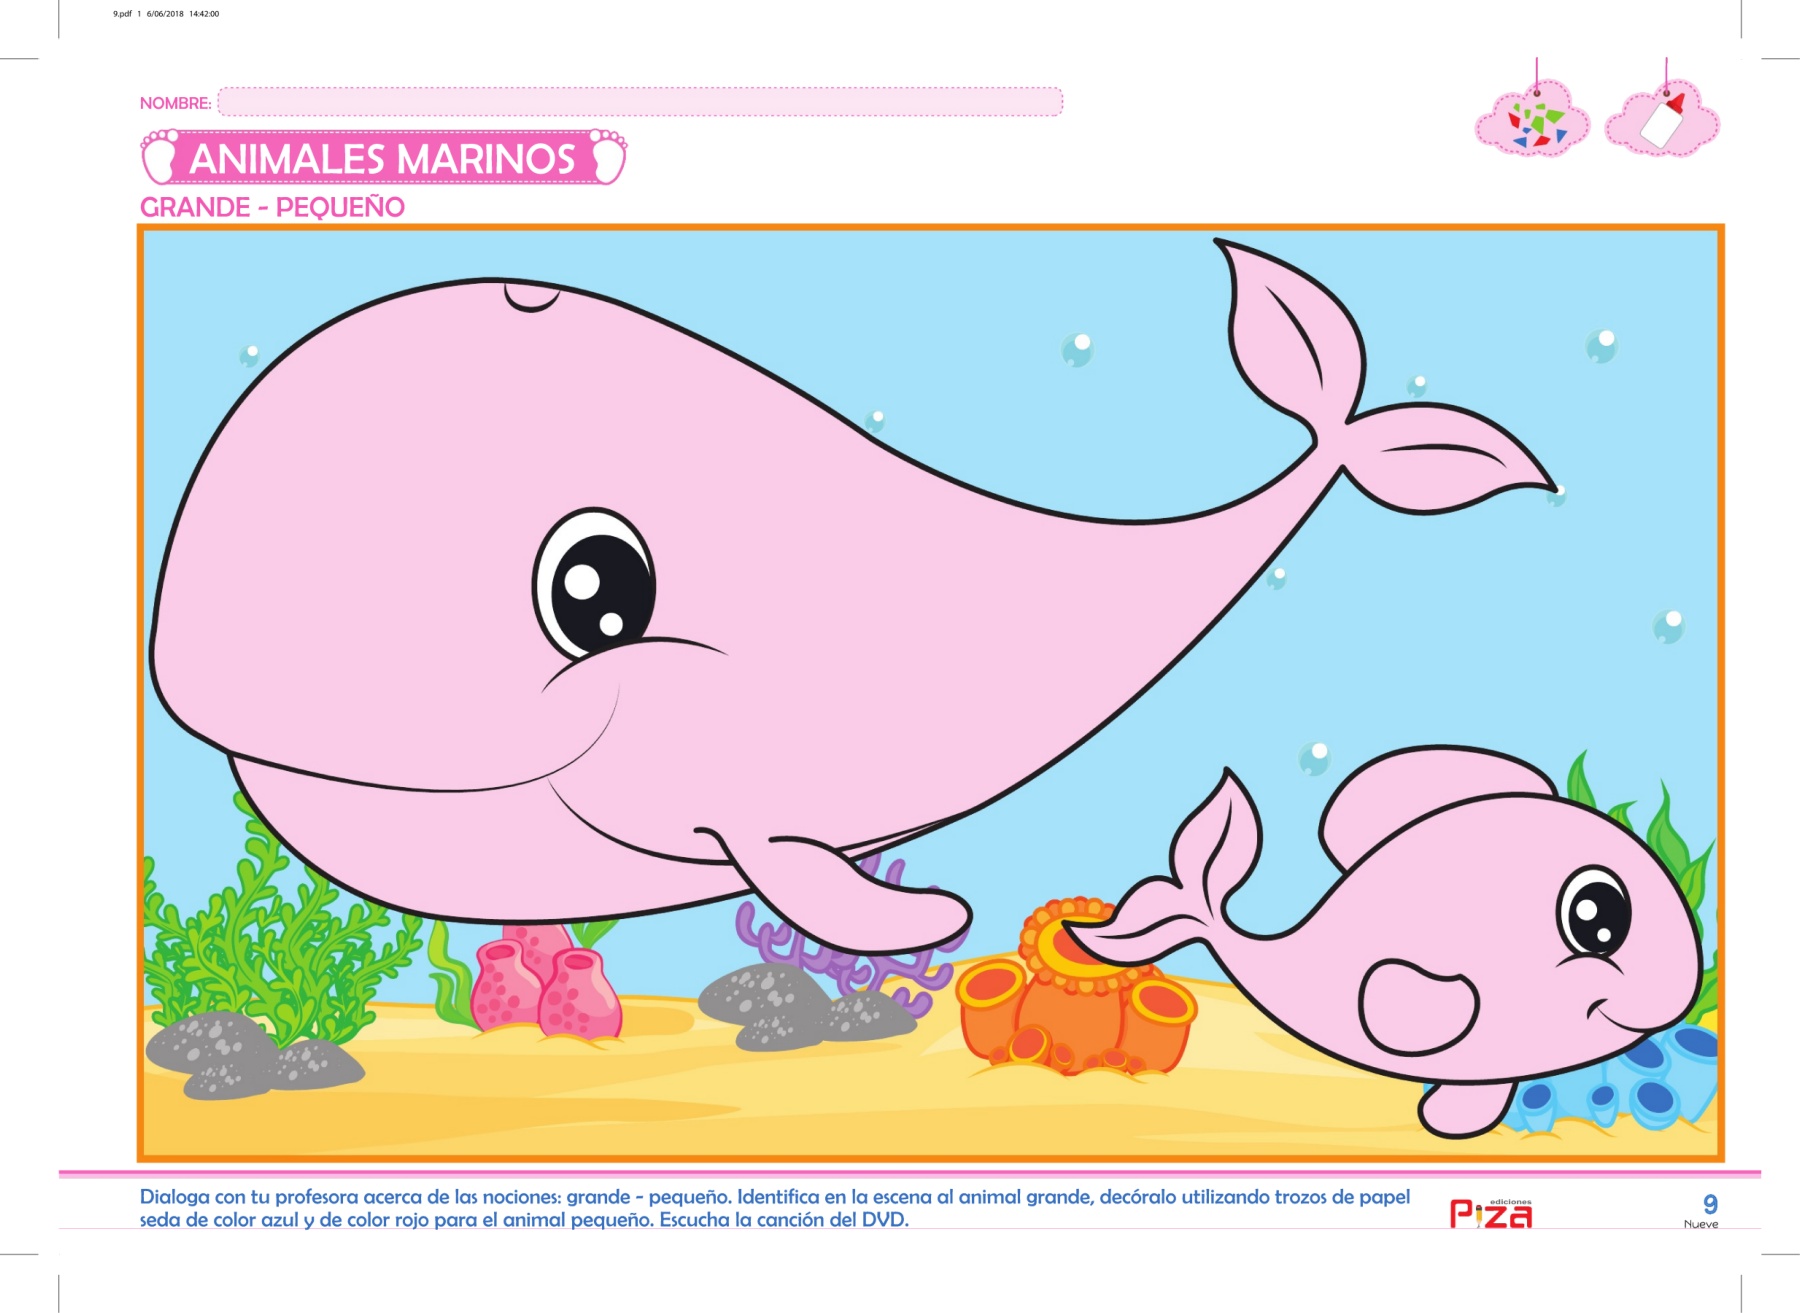 9.pdf 1 6/06/2018 14:42:00
NOMBRE:
ANIMALES MARINOS
GRANDE - PEQUEÑO
Dialoga con tu profesora acerca de las nociones: grande - pequeño. Identifica en la escena al animal grande, decóralo utilizando trozos de papel
seda de color azul y de color rojo para el animal pequeño. Escucha la canción del DVD.
ediciones
Piza
9
Nueve